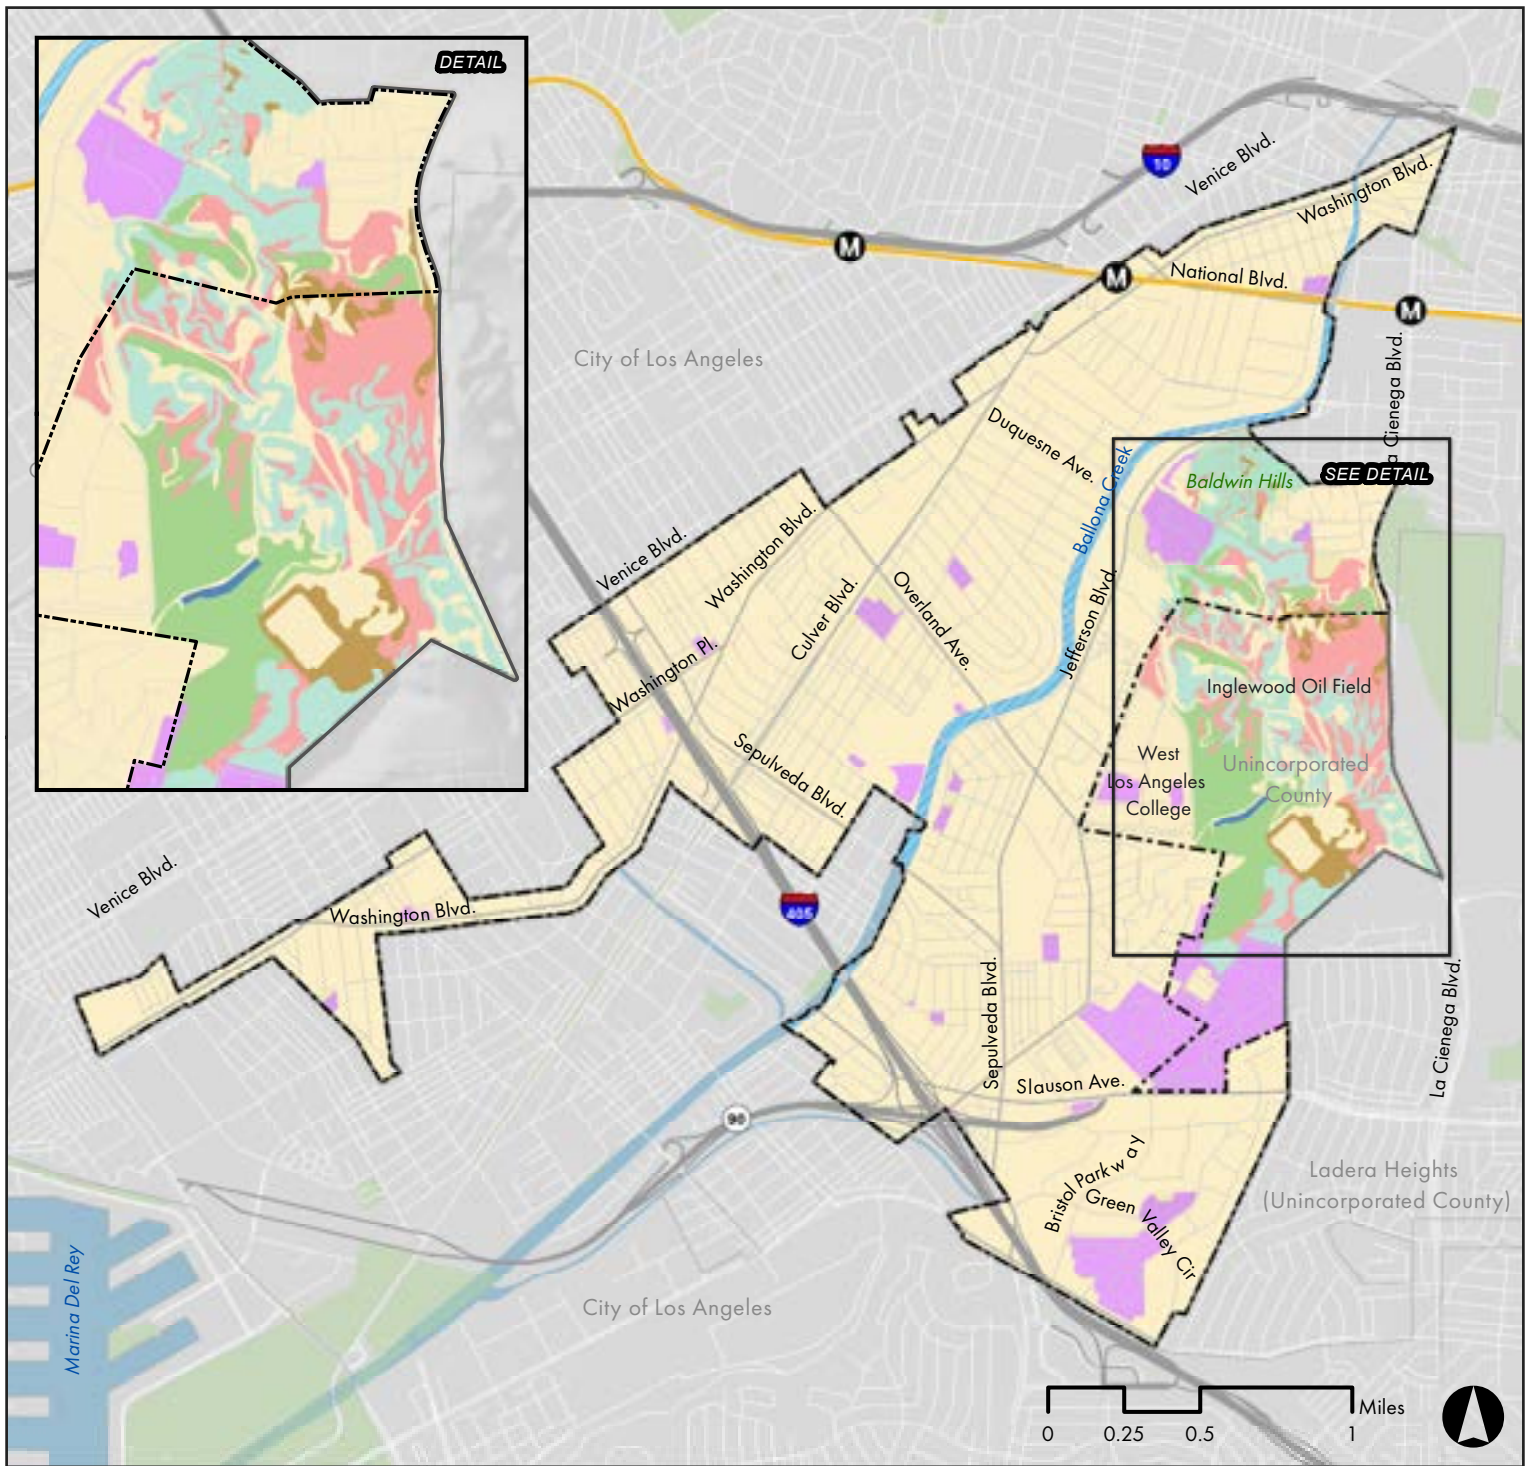 DETAIL
10
Venice Blvd.
Washington Blvd.
M
National Blvd.
M
M
City of Los Angeles
a Cienega Blvd.
Duquesne Ave.
Ballona Creek
Baldwin Hills
SEE DETAIL
Venice Blvd.
Washington Blvd.
Culver Blvd.
Overland Ave.
Jefferson Blvd.
Washington Pl.
Inglewood Oil Field
Sepulveda Blvd.
West
Los Angeles
College
Unincorporated
County
Venice Blvd.
Washington Blvd.
405
Sepulveda Blvd.
La Cienega Blvd.
Slauson Ave.
90
Bristol Parkway
Green Valley Cir
Ladera Heights
(Unincorporated County)
Marina Del Rey
City of Los Angeles
Miles
0 0.25 0.5 1